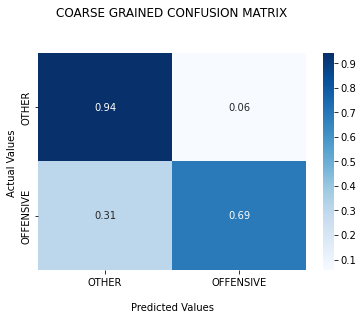 COARSE GRAINED CONFUSION MATRIX
Actual Values
OTHER
OFFENSIVE
0.94 0.06
0.31 0.69
OTHER OFFENSIVE
Predicted Values
0.9
0.8
0.7
0.6
0.5
0.4
0.3
0.2
0.1